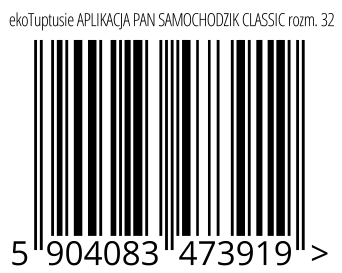 ekoTuptusie APLIKACJA PAN SAMOCHODZIK CLASSIC rozm. 32
5 904083 473919 >